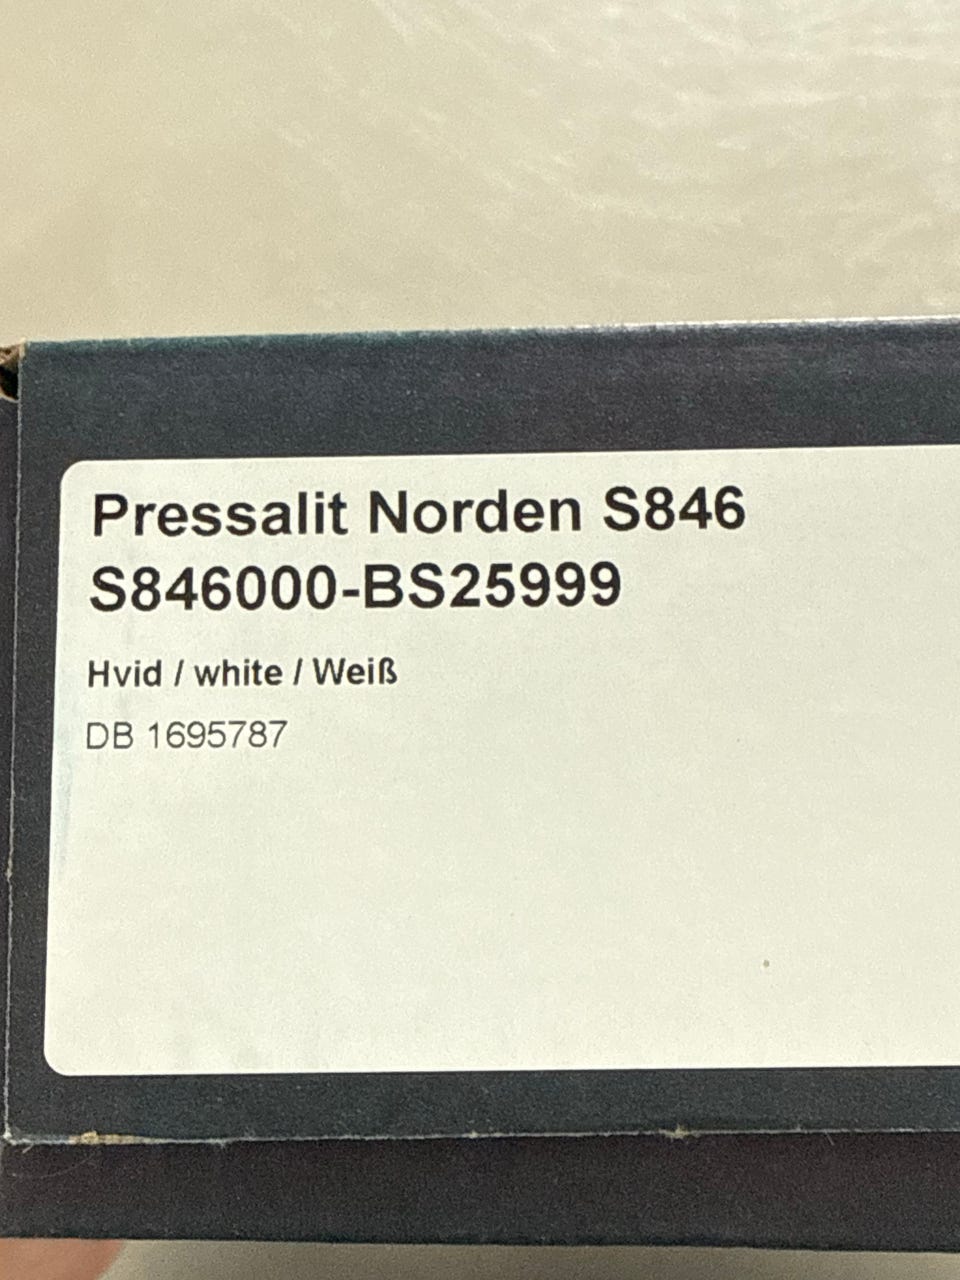 Pressalit Norden S846
S846000-BS25999
Hvid / white / Weiß
DB 1695787